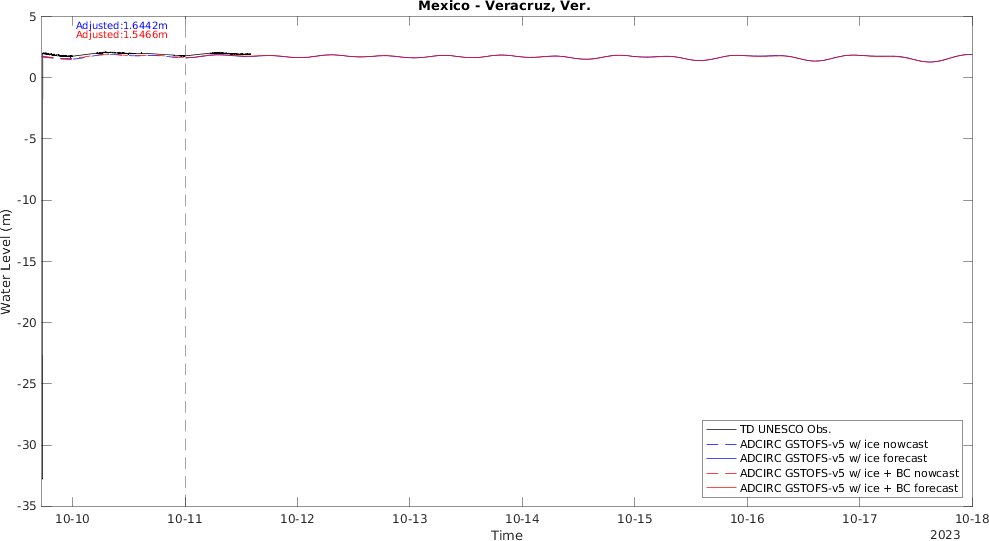 Mexico - Veracruz, Ver.
Adjusted:1.6442m
Adjusted:1.5466m
5
0
-5
-10
-15
-20
-25
-30
-35
Water Level (m)
TD UNESCO Obs.
ADCIRC GSTOFS-v5 w/ ice nowcast
ADCIRC GSTOFS-v5 w/ ice forecast
ADCIRC GSTOFS-v5 w/ ice + BC nowcast
ADCIRC GSTOFS-v5 w/ ice + BC forecast
10-10 10-11 10-12 10-13 10-14 10-15 10-16 10-17 10-18
Time
2023